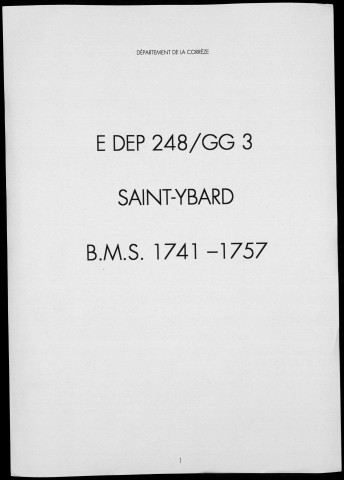 DÉPARTEMENT DE LA CORRÈZE
E DEP 248/GG 3
SAINT-YBARD
B.M.S. 1741 –1757
1